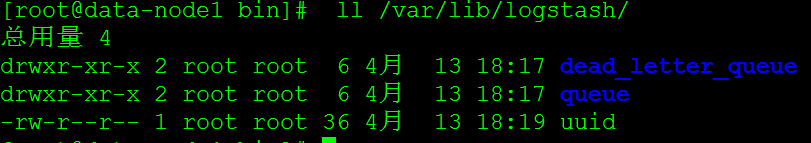 [root@data-node1 bin]#  ll /var/lib/logstash/
总用量 4
drwxr-xr-x 2 root root  6 4月  13 18:17 dead_letter_queue
drwxr-xr-x 2 root root  6 4月  13 18:17 queue
-rw-r--r-- 1 root root 36 4月  13 18:19 uuid